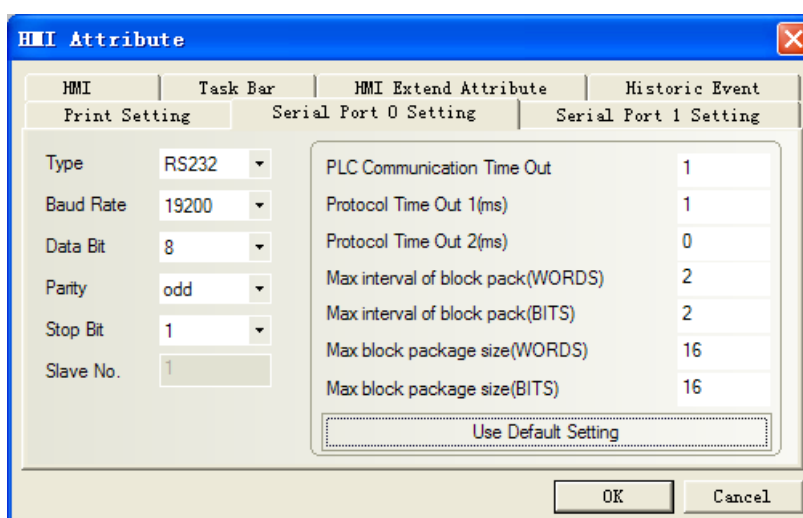 HMI Attribute
HMI Task Bar HMI Extend Attribute Historic Event
Print Setting Serial Port 0 Setting Serial Port 1 Setting
Type RS232
Baud Rate 19200
Data Bit 8
Parity odd
Stop Bit 1
Slave No. 1
PLC Communication Time Out 1
Protocol Time Out 1(ms) 1
Protocol Time Out 2(ms) 0
Max interval of block pack(WORDS) 2
Max interval of block pack(BITS) 2
Max block package size(WORDS) 16
Max block package size(BITS) 16
Use Default Setting
OK Cancel